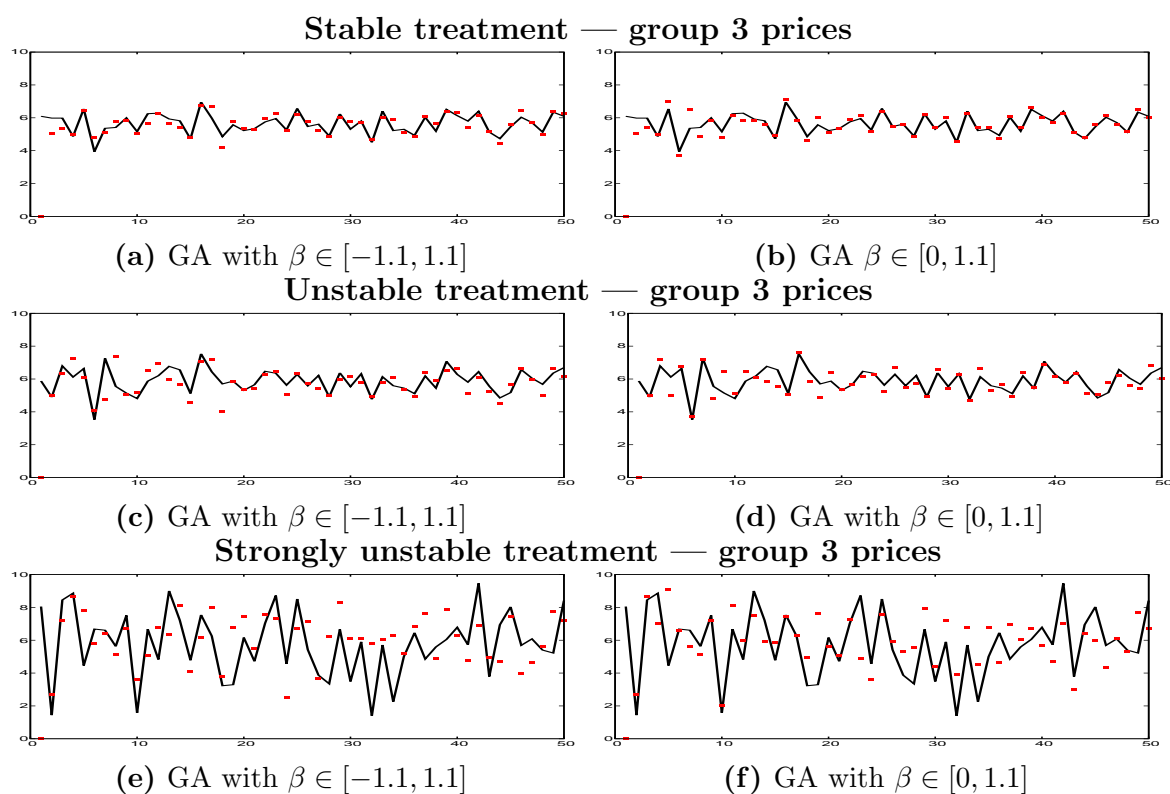 Stable treatment — group 3 prices
10
8
6
4
2
0
0 10 20 30 40 50
10
8
6
4
2
0
0 10 20 30 40 50
(a) GA with β ∈ [−1.1, 1.1]
(b) GA β ∈ [0, 1.1]
Unstable treatment — group 3 prices
10
8
6
4
2
0
0 10 20 30 40 50
10
8
6
4
2
0
0 10 20 30 40 50
(c) GA with β ∈ [−1.1, 1.1]
(d) GA with β ∈ [0, 1.1]
Strongly unstable treatment — group 3 prices
10
8
6
4
2
0
0 10 20 30 40 50
10
8
6
4
2
0
0 10 20 30 40 50
(e) GA with β ∈ [−1.1, 1.1]
(f) GA with β ∈ [0, 1.1]